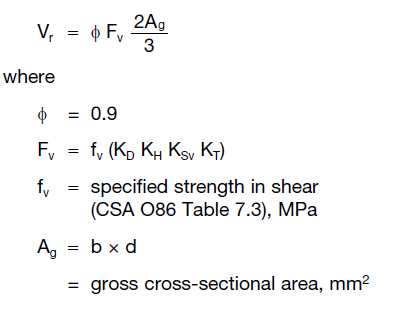 Vr = ϕ Fv 2Ag/3
where
ϕ = 0.9
Fv = fv (KD KH KSv KT)
fv = specified strength in shear
(CSA O86 Table 7.3), MPa
Ag = b x d
= gross cross-sectional area, mm²